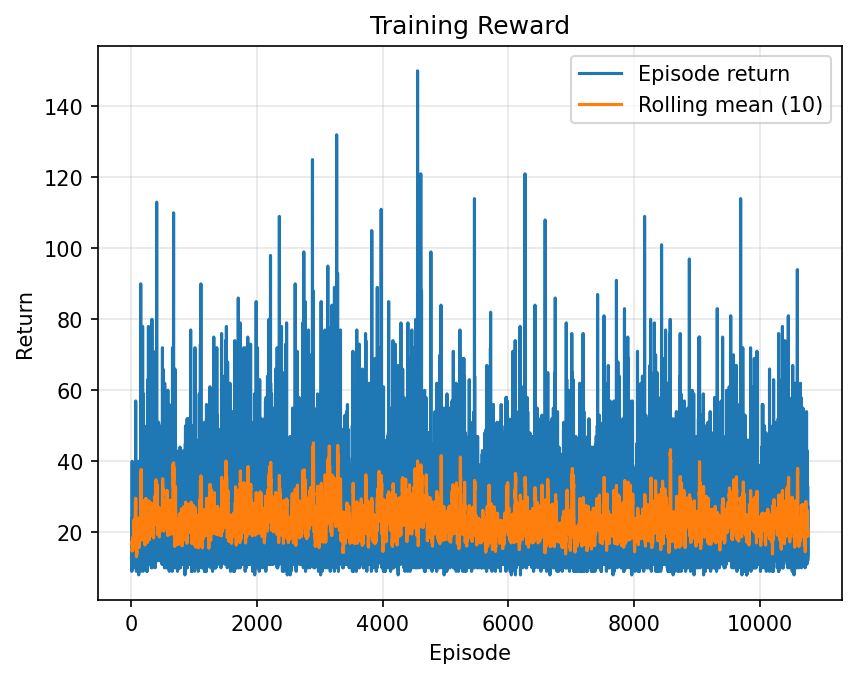 Training Reward
Episode return
Rolling mean (10)
140
120
100
80
60
40
20
Return
0
2000
4000
6000
8000
10000
Episode